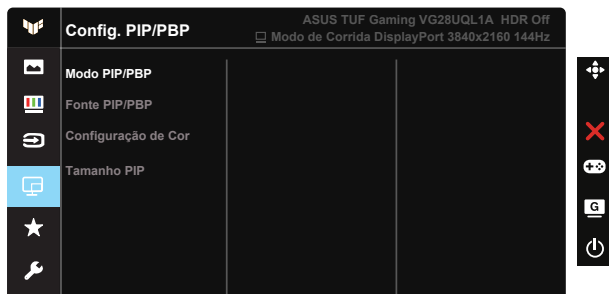 Config. PIP/PBP
ASUS TUF Gaming VG28UQL1A HDR Off
Modo de Corrida DisplayPort 3840x2160 144Hz
Modo PIP/PBP
Fonte PIP/PBP
Configuração de Cor
Tamanho PIP
G